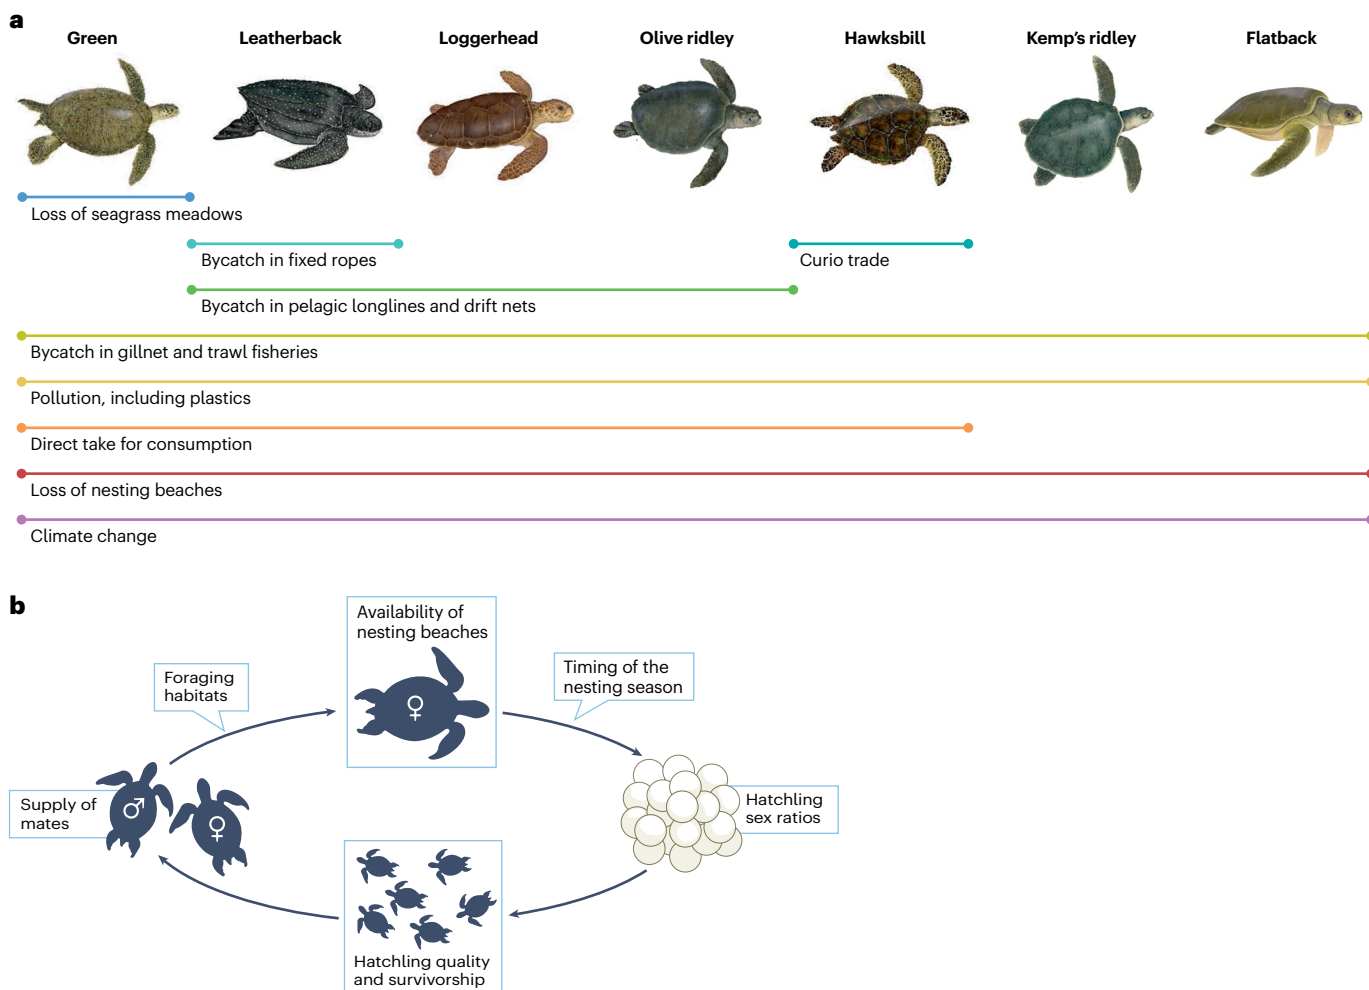 a
Green
Leatherback
Loggerhead
Olive ridley
Hawksbill
Kemp's ridley
Flatback
Loss of seagrass meadows
Bycatch in fixed ropes
Curio trade
Bycatch in pelagic longlines and drift nets
Bycatch in gillnet and trawl fisheries
Pollution, including plastics
Direct take for consumption
Loss of nesting beaches
Climate change
b
Availability of
nesting beaches
Foraging
habitats
Timing of the
nesting season
♀
Supply of
mates
♂
♀
Hatchling
sex ratios
Hatchling quality
and survivorship